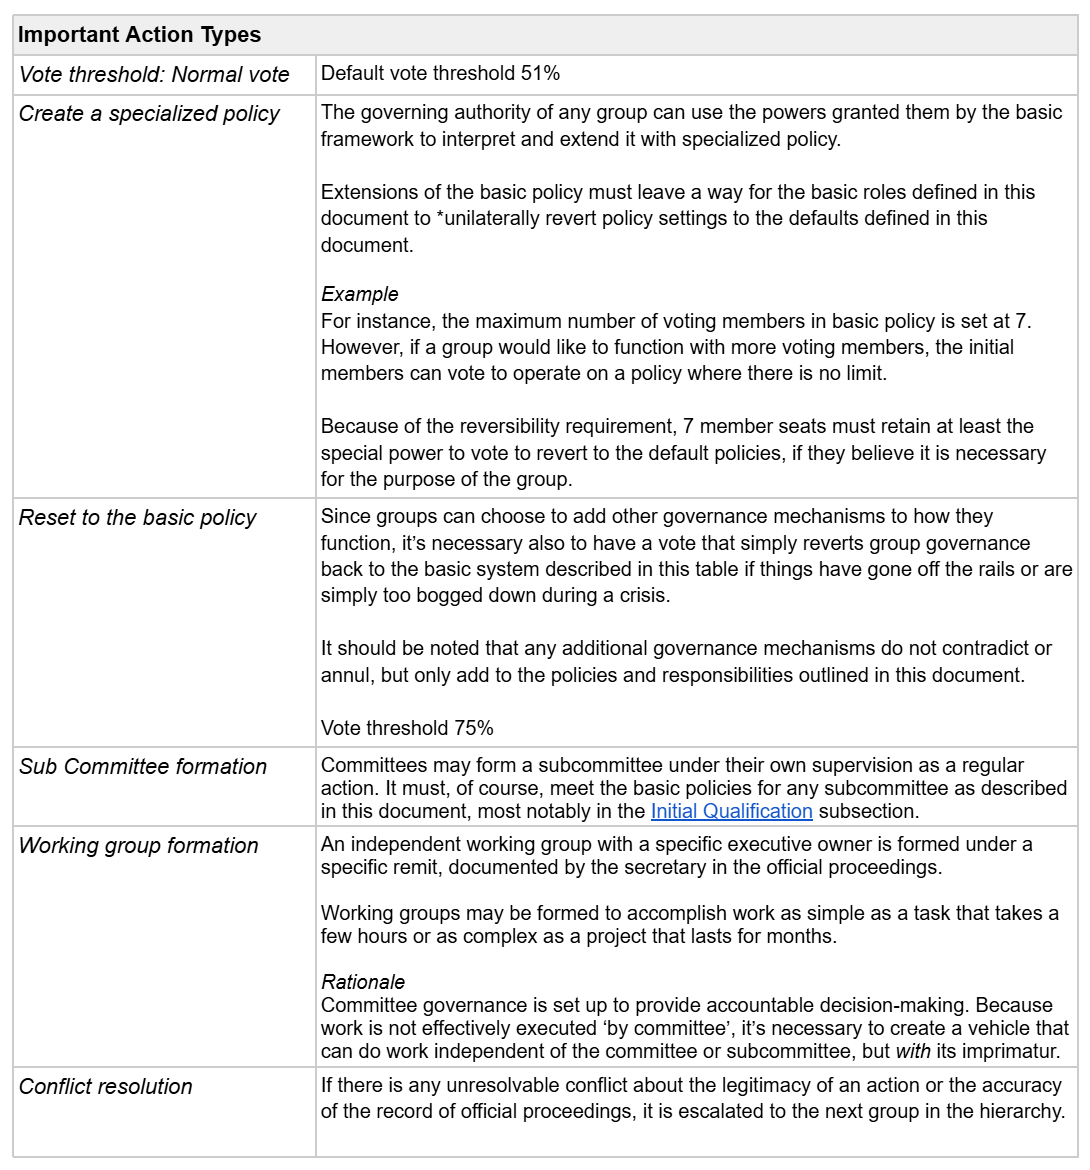 Important Action Types
Vote threshold: Normal vote
Default vote threshold 51%
Create a specialized policy
The governing authority of any group can use the powers granted them by the basic
framework to interpret and extend it with specialized policy.
Extensions of the basic policy must leave a way for the basic roles defined in this
document to *unilaterally revert policy settings to the defaults defined in this
document.
Example
For instance, the maximum number of voting members in basic policy is set at 7.
However, if a group would like to function with more voting members, the initial
members can vote to operate on a policy where there is no limit.
Because of the reversibility requirement, 7 member seats must retain at least the
special power to vote to revert to the default policies, if they believe it is necessary
for the purpose of the group.
Reset to the basic policy
Since groups can choose to add other governance mechanisms to how they
function, it’s necessary also to have a vote that simply reverts group governance
back to the basic system described in this table if things have gone off the rails or are
simply too bogged down during a crisis.
It should be noted that any additional governance mechanisms do not contradict or
annul, but only add to the policies and responsibilities outlined in this document.
Vote threshold 75%
Sub Committee formation
Committees may form a subcommittee under their own supervision as a regular
action. It must, of course, meet the basic policies for any subcommittee as described
in this document, most notably in the Initial Qualification subsection.
Working group formation
An independent working group with a specific executive owner is formed under a
specific remit, documented by the secretary in the official proceedings.
Working groups may be formed to accomplish work as simple as a task that takes a
few hours or as complex as a project that lasts for months.
Rationale
Committee governance is set up to provide accountable decision-making. Because
work is not effectively executed ‘by committee’, it’s necessary to create a vehicle that
can do work independent of the committee or subcommittee, but with its imprimatur.
Conflict resolution
If there is any unresolvable conflict about the legitimacy of an action or the accuracy
of the record of official proceedings, it is escalated to the next group in the hierarchy.